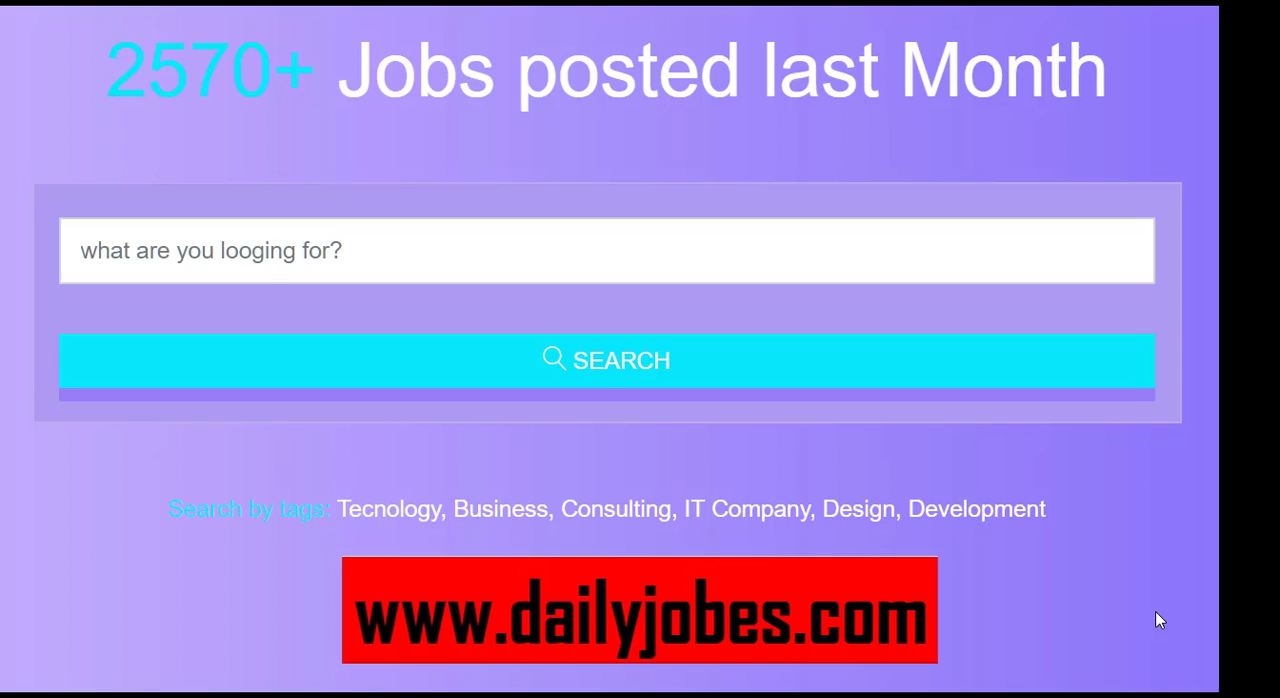 2570+ Jobs posted last Month
what are you looging for?
SEARCH
Search by tags: Tecnology, Business, Consulting, IT Company, Design, Development
www.dailyjobes.com